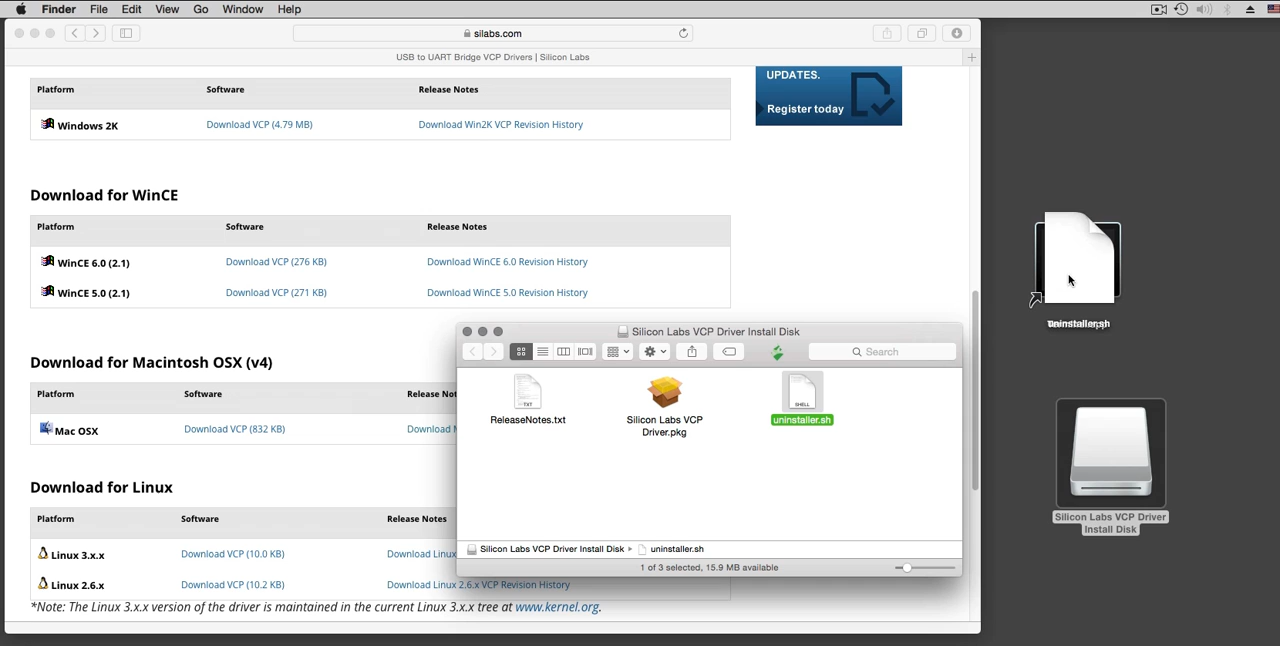 Finder File Edit View Go Window Help
silabs.com
USB to UART Bridge VCP Drivers | Silicon Labs
UPDATES.
Register today
Platform Software Release Notes
Windows 2K Download VCP (4.79 MB) Download Win2K VCP Revision History
Download for WinCE
Platform Software Release Notes
WinCE 6.0 (2.1) Download VCP (276 KB) Download WinCE 6.0 Revision History
WinCE 5.0 (2.1) Download VCP (271 KB) Download WinCE 5.0 Revision History
Download for Macintosh OSX (v4)
Platform Software Release Not
Mac OSX Download VCP (832 KB) Download M
Download for Linux
Platform Software Release Notes
Linux 3.x.x Download VCP (10.0 KB) Download Linux
Linux 2.6.x Download VCP (10.2 KB) Download Linux 2.6.x VCP Revision History
*Note: The Linux 3.x.x version of the driver is maintained in the current Linux 3.x.x tree at www.kernel.org.
Silicon Labs VCP Driver Install Disk
Search
TXT
SHELL
ReleaseNotes.txt
Silicon Labs VCP
Driver.pkg
uninstaller.sh
Silicon Labs VCP Driver Install Disk uninstaller.sh
1 of 3 selected, 15.9 MB available
Silicon Labs VCP Driver
Install Disk